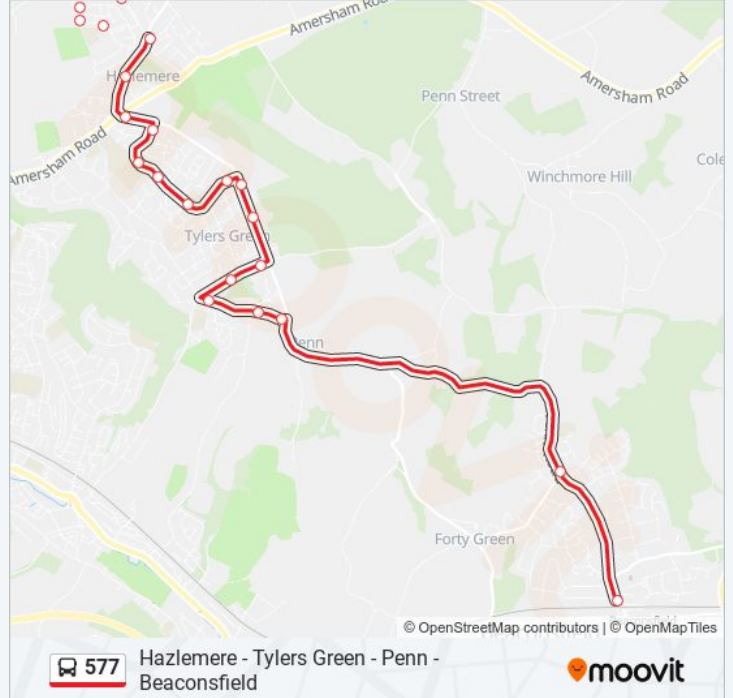 Amersham Road
Hazlemere
Amersham Road
Penn Street
Amersham Road
Cole
Winchmore Hill
Tylers Green
Penn
Forty Green
© OpenStreetMap contributors | © OpenMapTiles
577
Hazlemere - Tylers Green - Penn -
Beaconsfield
moovit